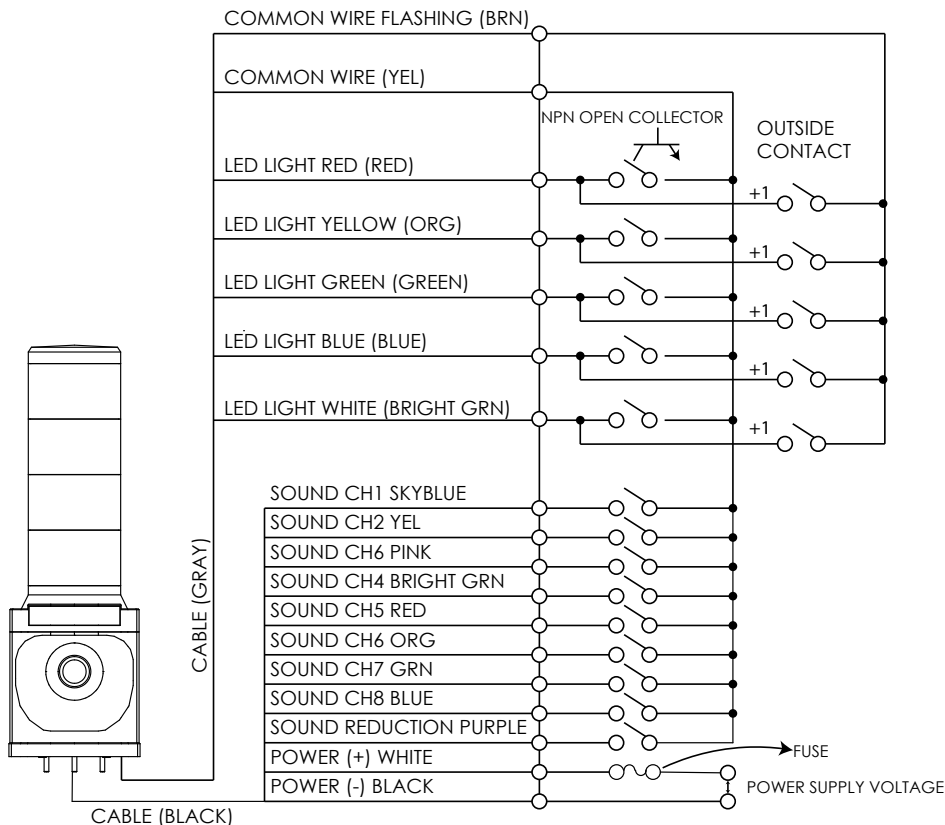 COMMON WIRE FLASHING (BRN)
COMMON WIRE (YEL)
NPN OPEN COLLECTOR
OUTSIDE
CONTACT
LED LIGHT RED (RED)
+1
LED LIGHT YELLOW (ORG)
+1
LED LIGHT GREEN (GREEN)
+1
LED LIGHT BLUE (BLUE)
+1
LED LIGHT WHITE (BRIGHT GRN)
+1
CABLE (GRAY)
SOUND CH1 SKYBLUE
SOUND CH2 YEL
SOUND CH6 PINK
SOUND CH4 BRIGHT GRN
SOUND CH5 RED
SOUND CH6 ORG
SOUND CH7 GRN
SOUND CH8 BLUE
SOUND REDUCTION PURPLE
POWER (+) WHITE
FUSE
POWER (-) BLACK
POWER SUPPLY VOLTAGE
CABLE (BLACK)